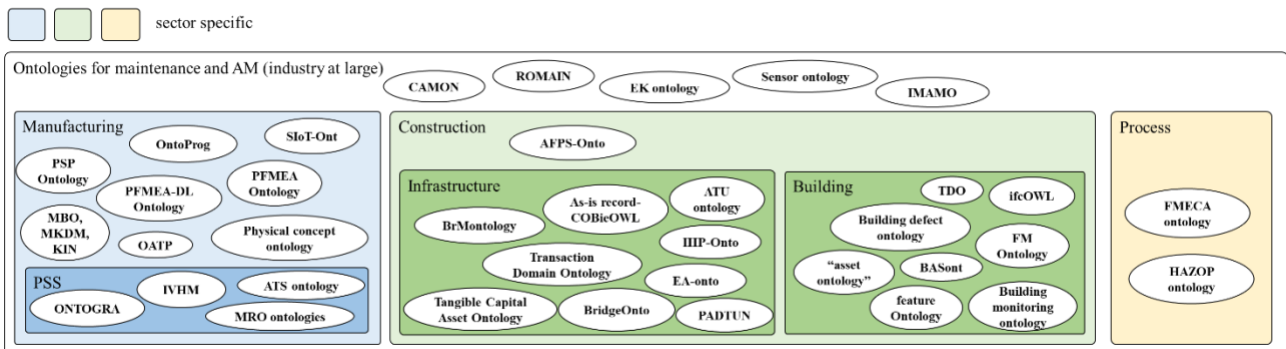 sector specific
Ontologies for maintenance and AM (industry at large)
CAMON
ROMAIN
EK ontology
Sensor ontology
IMAMO
Manufacturing
OntoProg
SIoT-Ont
PSP
Ontology
PFMEA-DL
Ontology
PFMEA
Ontology
MBO,
MKDM,
KIN
OATP
Physical concept
ontology
PSS
ONTOGRA
IVHM
ATS ontology
MRO ontologies
Construction
AFPS-Onto
Infrastructure
BrMontology
As-is record-
COBieOWL
ATU
ontology
IIIP-Onto
Transaction
Domain Ontology
EA-onto
Tangible Capital
Asset Ontology
BridgeOnto
PADTUN
Building
TDO
ifcOWL
Building defect
ontology
FM
Ontology
“asset
ontology”
BASont
feature
Ontology
Building
monitoring
ontology
Process
FMECA
ontology
HAZOP
ontology